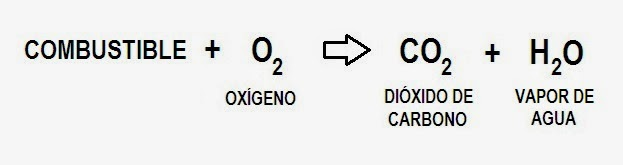 COMBUSTIBLE + O₂ ⇨ CO₂ + H₂O
OXÍGENO
DIÓXIDO DE CARBONO
VAPOR DE AGUA